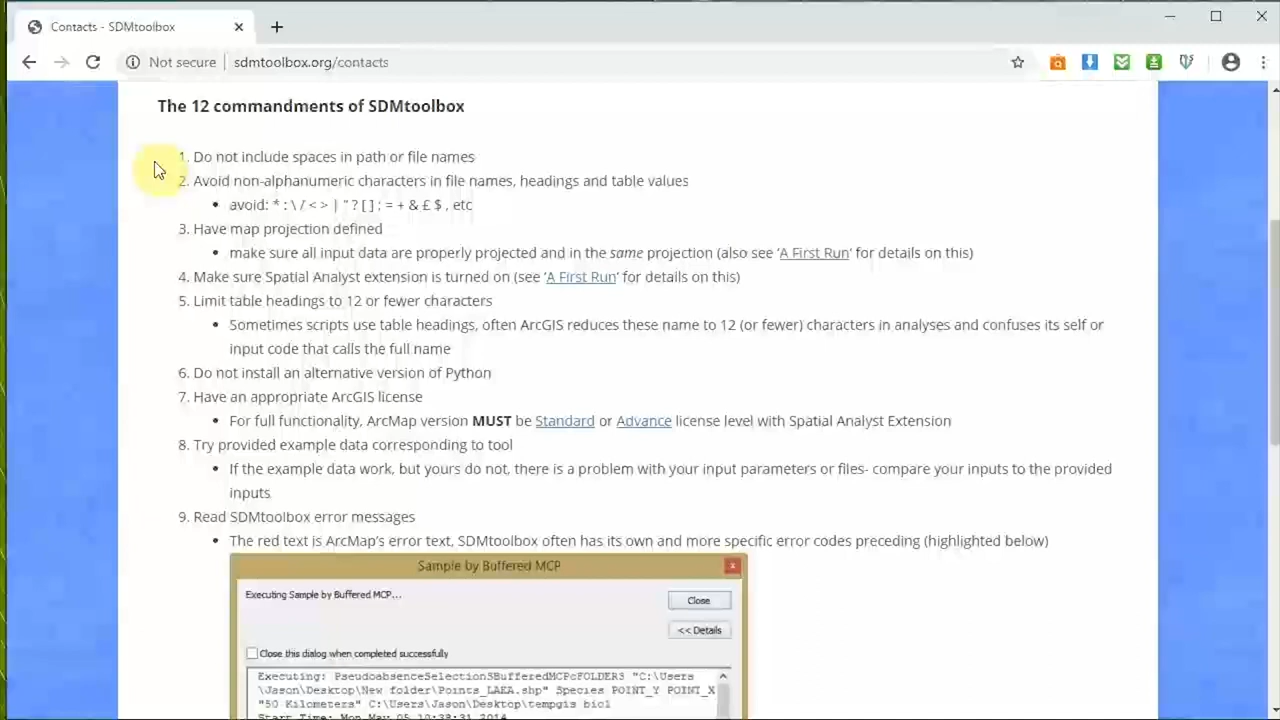 Contacts - SDMtoolbox
Not secure
sdmtoolbox.org/contacts
The 12 commandments of SDMtoolbox
1. Do not include spaces in path or file names
2. Avoid non-alphanumeric characters in file names, headings and table values
• avoid: * : \ / < > | " ? [ ] ; = + & £ $ , etc
3. Have map projection defined
• make sure all input data are properly projected and in the same projection (also see ‘A First Run‘ for details on this)
4. Make sure Spatial Analyst extension is turned on (see ‘A First Run‘ for details on this)
5. Limit table headings to 12 or fewer characters
• Sometimes scripts use table headings, often ArcGIS reduces these name to 12 (or fewer) characters in analyses and confuses its self or
input code that calls the full name
6. Do not install an alternative version of Python
7. Have an appropriate ArcGIS license
• For full functionality, ArcMap version MUST be Standard or Advance license level with Spatial Analyst Extension
8. Try provided example data corresponding to tool
• If the example data work, but yours do not, there is a problem with your input parameters or files- compare your inputs to the provided
inputs
9. Read SDMtoolbox error messages
• The red text is ArcMap’s error text, SDMtoolbox often has its own and more specific error codes preceding (highlighted below)
Sample by Buffered MCP
Executing Sample by Buffered MCP...
Close
<< Details
Close this dialog when completed successfully
Executing: PseudoabsenceSelectionSBufferedMCPcFOLDER3 "C:\Users
\Jason\Desktop\New folder\Points_LAEA.shp" Species POINT_Y POINT_X
"50 Kilometers" C:\Users\Jason\Desktop\tempgis bio1
Start Time: Mon May 05 10:38:31 2014